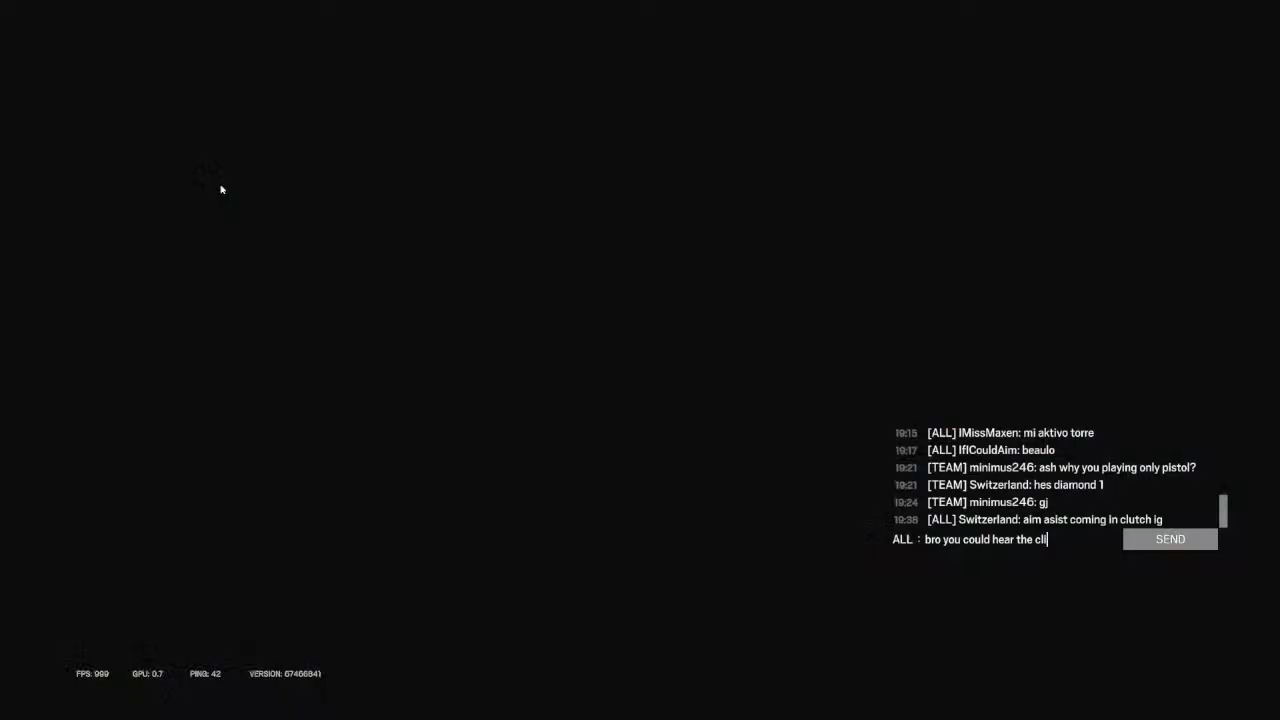 19:15 [ALL] IMissMaxen: mi aktivo torre
19:17 [ALL] IfICouldAim: beaulo
19:21 [TEAM] minimus246: ash why you playing only pistol?
19:21 [TEAM] Switzerland: hes diamond 1
19:24 [TEAM] minimus246: gj
19:38 [ALL] Switzerland: aim asist coming in clutch ig
ALL : bro you could hear the cli SEND
FPS: 999 GPU: 0.7 PING: 42 VERSION: 67466841